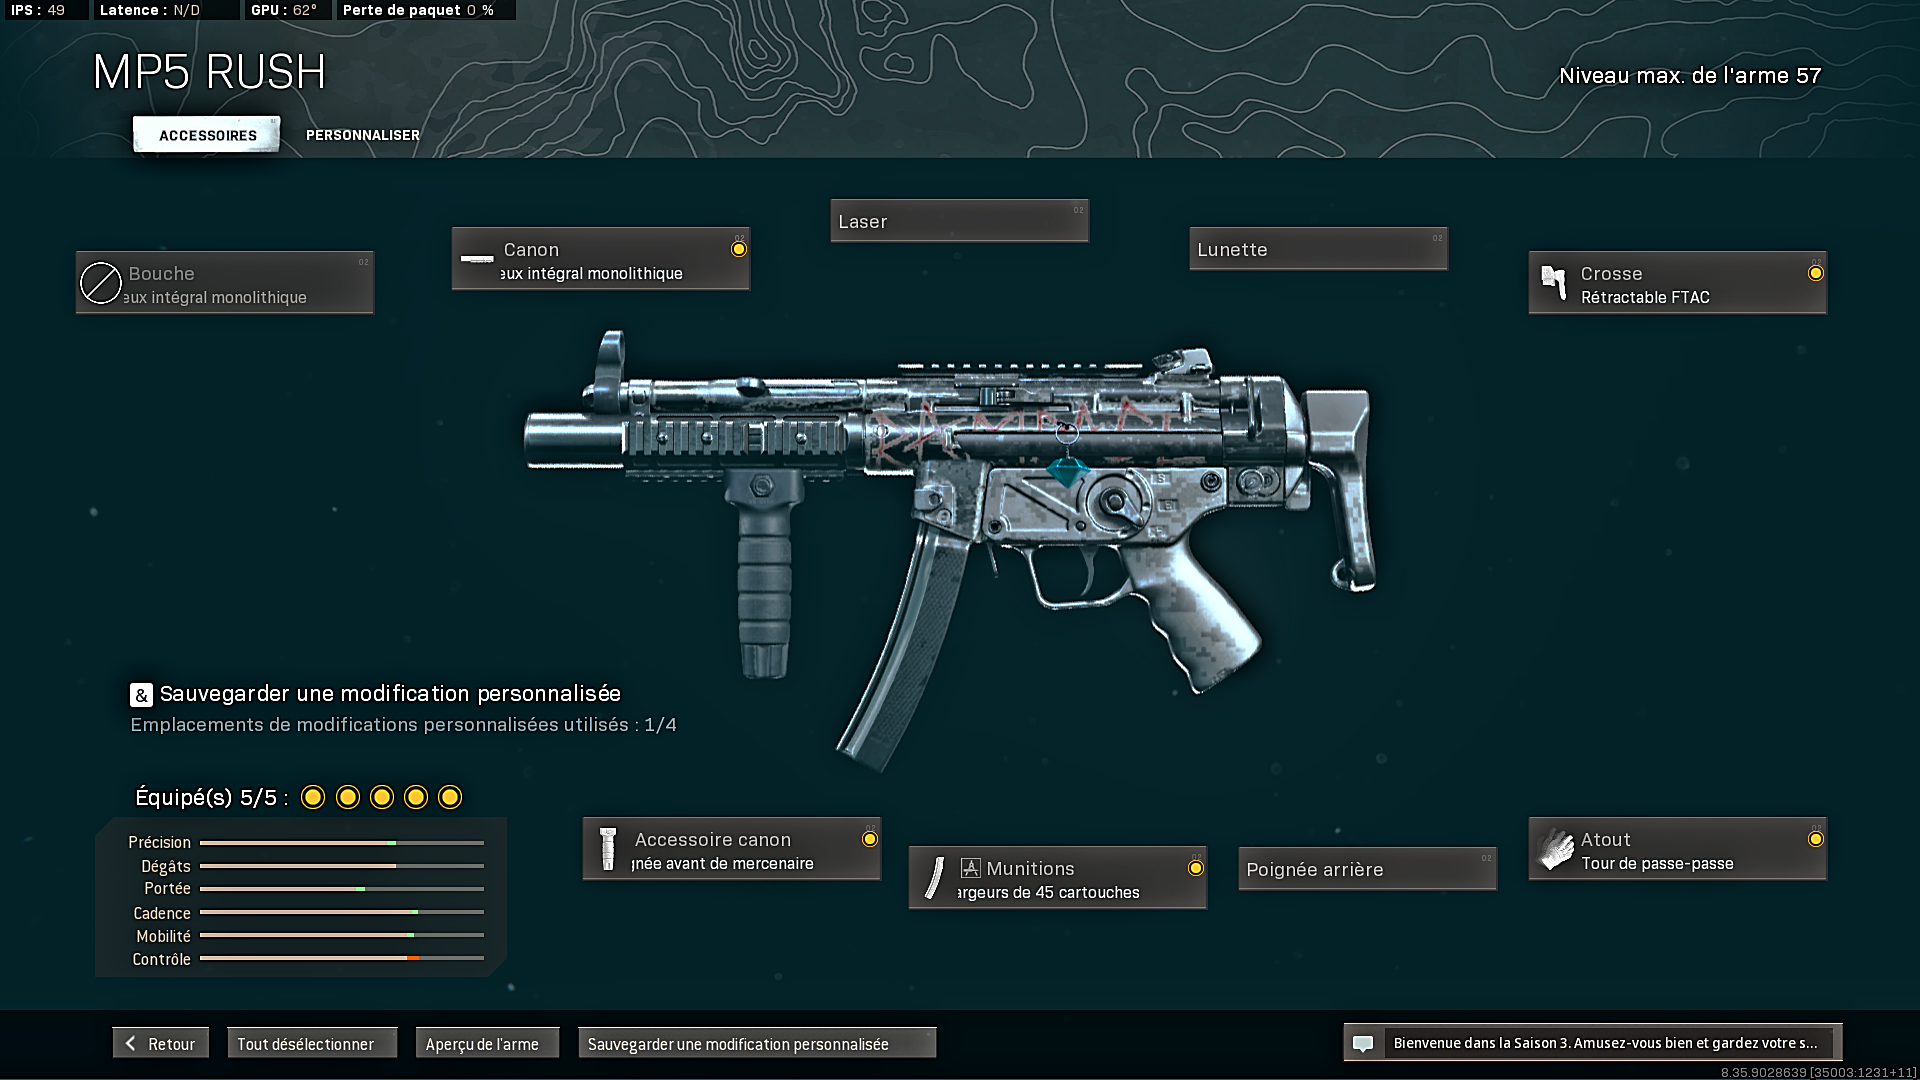 IPS : 49 Latence : N/D GPU : 62° Perte de paquet 0 %
MP5 RUSH
Niveau max. de l'arme 57
ACCESSOIRES PERSONNALISER
Laser
Canon
eux intégral monolithique
Lunette
Bouche
eux intégral monolithique
Crosse
Rétractable FTAC
& Sauvegarder une modification personnalisée
Emplacements de modifications personnalisées utilisés : 1/4
Équipé(s) 5/5 :
Précision
Dégâts
Portée
Cadence
Mobilité
Contrôle
Accessoire canon
gnée avant de mercenaire
Munitions
argeurs de 45 cartouches
Poignée arrière
Atout
Tour de passe-passe
Retour
Tout désélectionner
Aperçu de l'arme
Sauvegarder une modification personnalisée
Bienvenue dans la Saison 3. Amusez-vous bien et gardez votre s...
8.35.9028639 [35003:1231+11]